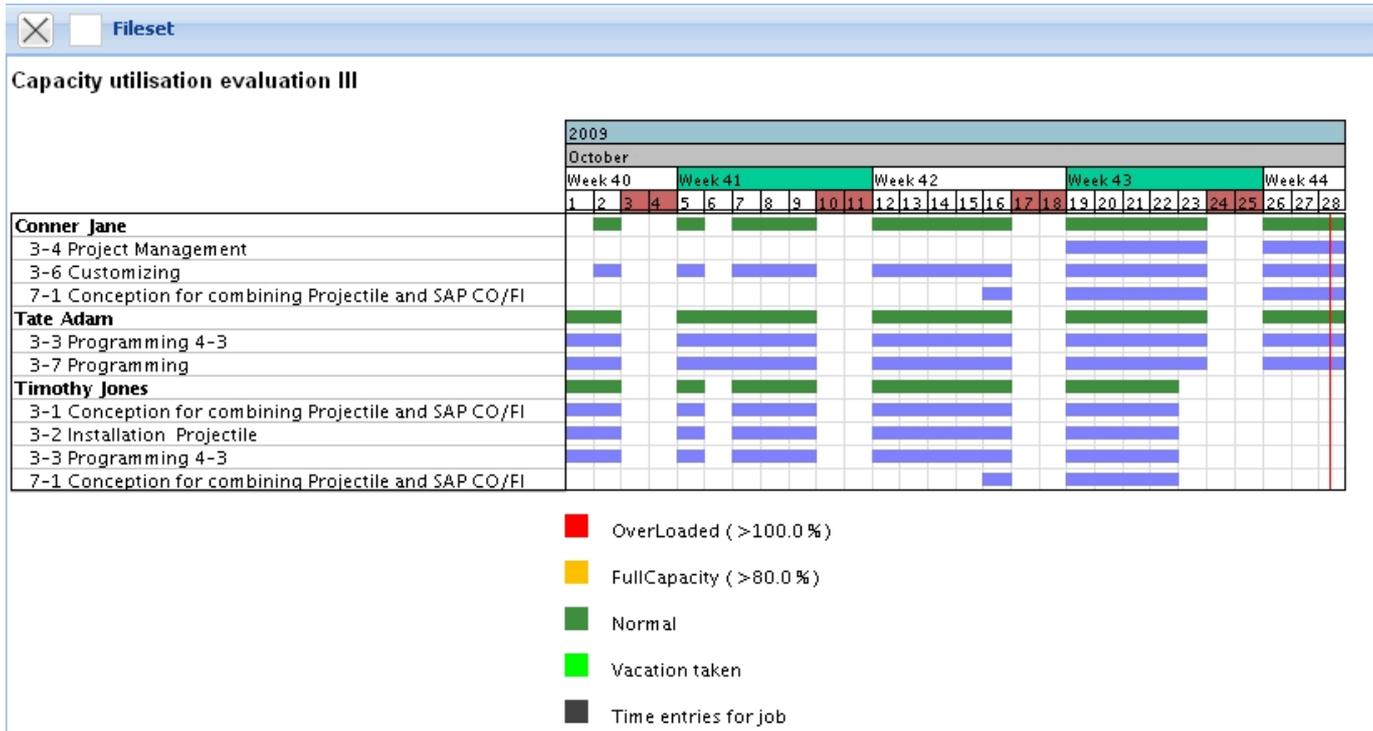 Fileset
Capacity utilisation evaluation III
2009
October
Week 40 Week 41 Week 42 Week 43 Week 44
1 2 3 4 5 6 7 8 9 10 11 12 13 14 15 16 17 18 19 20 21 22 23 24 25 26 27 28
Conner Jane
3-4 Project Management
3-6 Customizing
7-1 Conception for combining Projectile and SAP CO/FI
Tate Adam
3-3 Programming 4-3
3-7 Programming
Timothy Jones
3-1 Conception for combining Projectile and SAP CO/FI
3-2 Installation Projectile
3-3 Programming 4-3
7-1 Conception for combining Projectile and SAP CO/FI
OverLoaded (>100.0%)
FullCapacity (>80.0%)
Normal
Vacation taken
Time entries for job